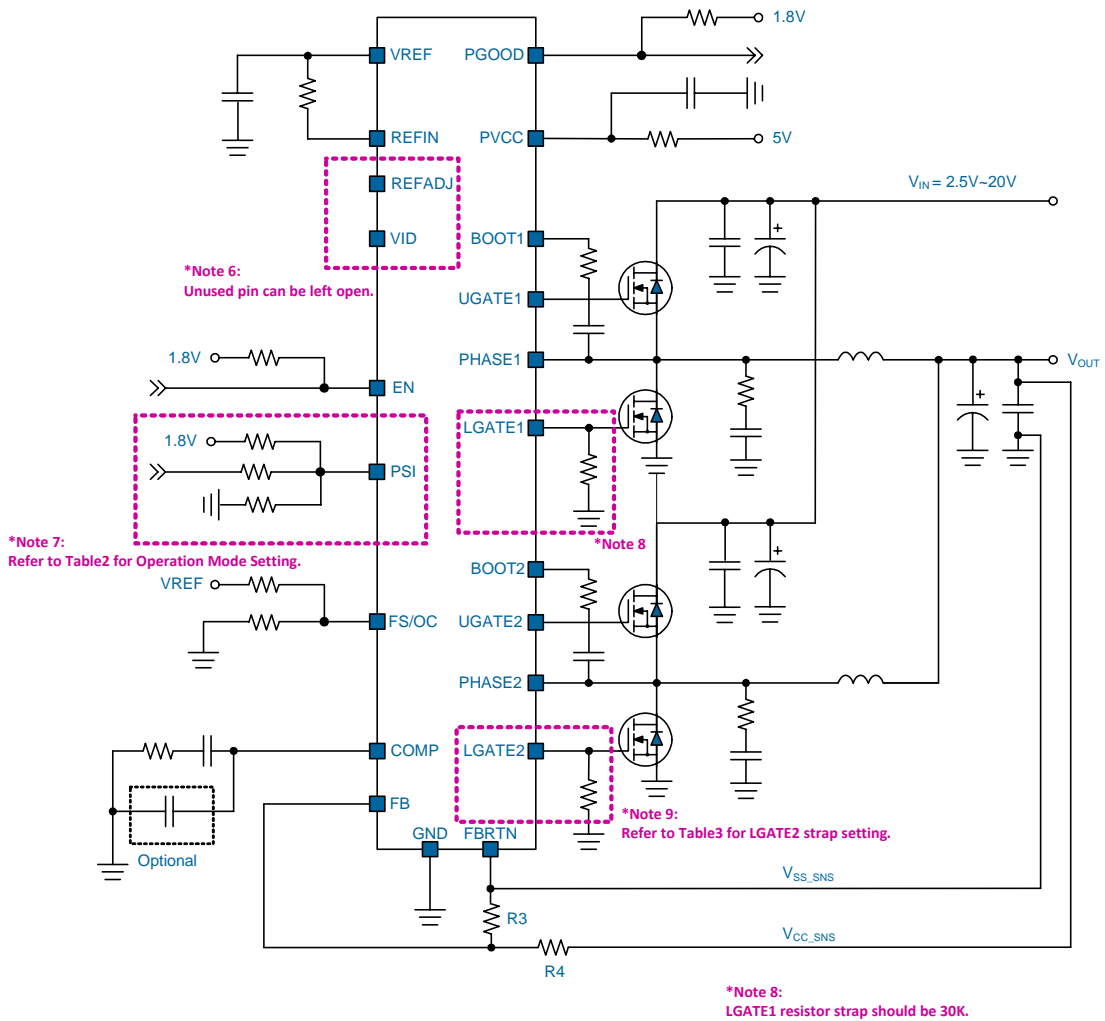 1.8V
VREF
PGOOD
REFIN
PVCC
5V
REFADJ
VIN = 2.5V~20V
VID
BOOT1
*Note 6:
Unused pin can be left open.
UGATE1
1.8V
PHASE1
VOUT
EN
LGATE1
1.8V
PSI
*Note 7:
Refer to Table2 for Operation Mode Setting.
*Note 8
BOOT2
VREF
FS/OC
UGATE2
PHASE2
COMP
LGATE2
FB
*Note 9:
Refer to Table3 for LGATE2 strap setting.
GND
FBRTN
Optional
VSS_SNS
R3
VCC_SNS
R4
*Note 8:
LGATE1 resistor strap should be 30K.